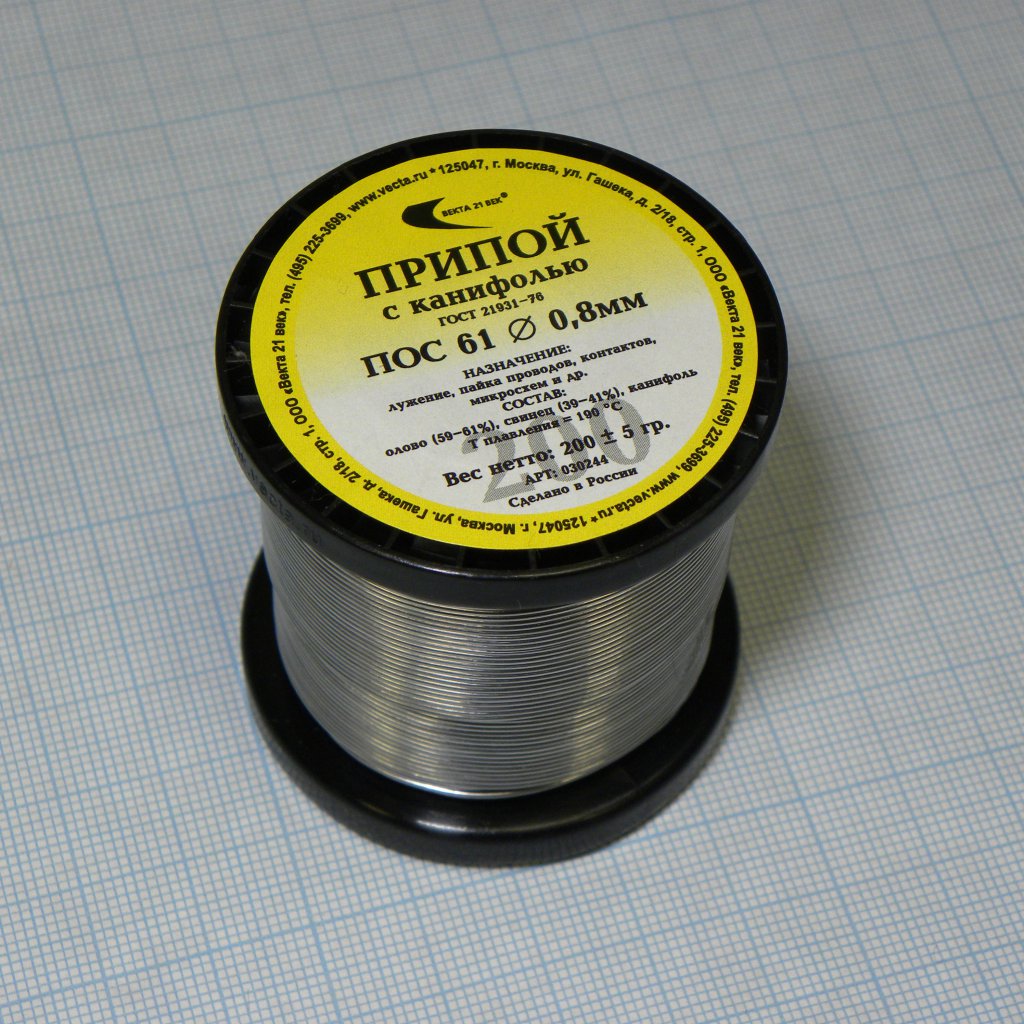 www.vecta.ru * 125047, г. Москва, ул. Гашека, д. 2/18, стр. 1, ООО «Векта 21 век», тел. (495) 225-3699, www.vecta.ru * 125047, г. Москва, ул. Гашека, д. 2/18, стр. 1, ООО «Векта 21 век», тел. (495) 225-3699,
ВЕКТА 21 ВЕК®
ПРИПОЙ
с канифолью
ГОСТ 21931-76
ПОС 61 ∅ 0,8мм
НАЗНАЧЕНИЕ:
лужение, пайка проводов, контактов,
микросхем и др.
СОСТАВ:
олово (59-61%), свинец (39-41%), канифоль
Т плавления = 190 °С
200
Вес нетто: 200 ± 5 гр.
АРТ: 030244
Сделано в России